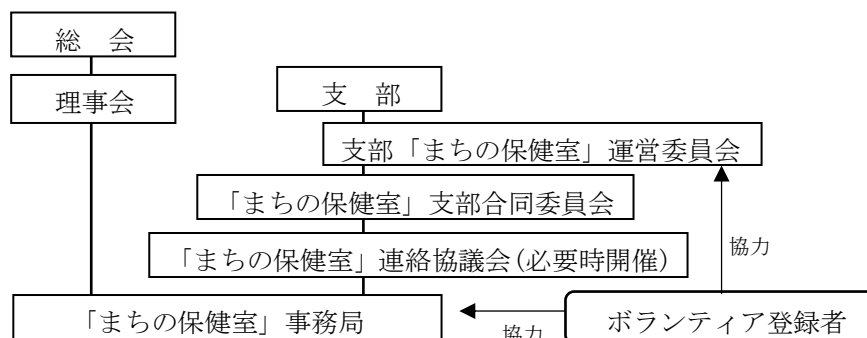 総　会
理事会
支　部
支部「まちの保健室」運営委員会
「まちの保健室」支部合同委員会
「まちの保健室」連絡協議会(必要時開催)
協力
「まちの保健室」事務局
協力
ボランティア登録者